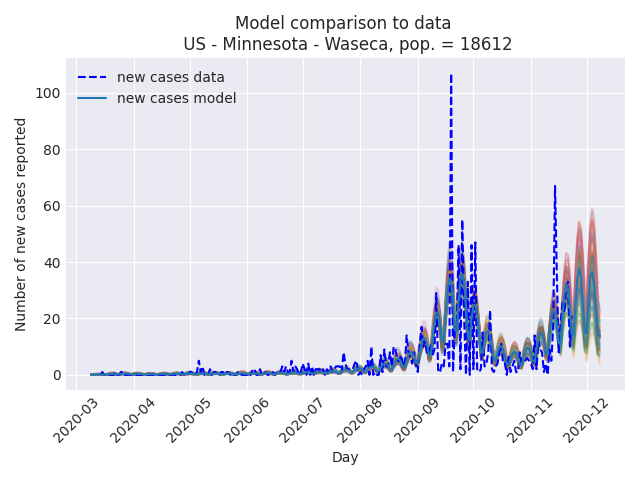 Model comparison to data
US - Minnesota - Waseca, pop. = 18612
new cases data
new cases model
Number of new cases reported
100
80
60
40
20
0
2020-03
2020-04
2020-05
2020-06
2020-07
2020-08
2020-09
2020-10
2020-11
2020-12
Day